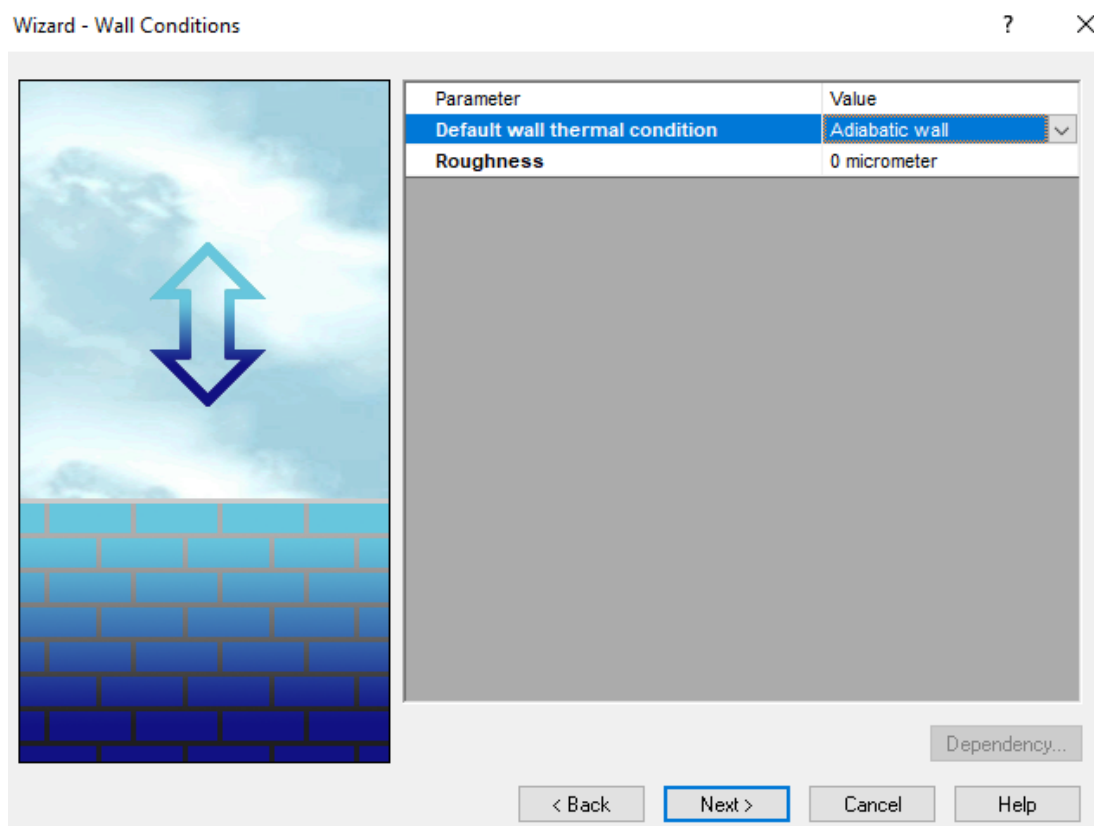 Wizard - Wall Conditions ?
Parameter Value
Default wall thermal condition Adiabatic wall
Roughness 0 micrometer
Dependency...
< Back Next > Cancel Help